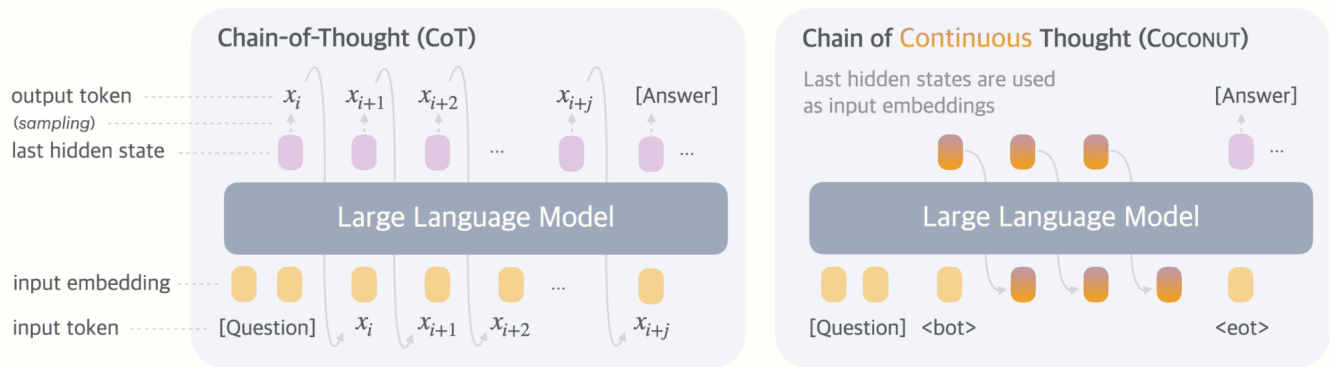 Chain-of-Thought (CoT)
output token
x_i
x_{i+1}
x_{i+2}
x_{i+j}
[Answer]
(sampling)
last hidden state
...
...
Large Language Model
input embedding
...
input token
[Question]
x_i
x_{i+1}
x_{i+2}
x_{i+j}
Chain of Continuous Thought (COCONUT)
Last hidden states are used
as input embeddings
[Answer]
...
Large Language Model
[Question]
<bot>
<eot>